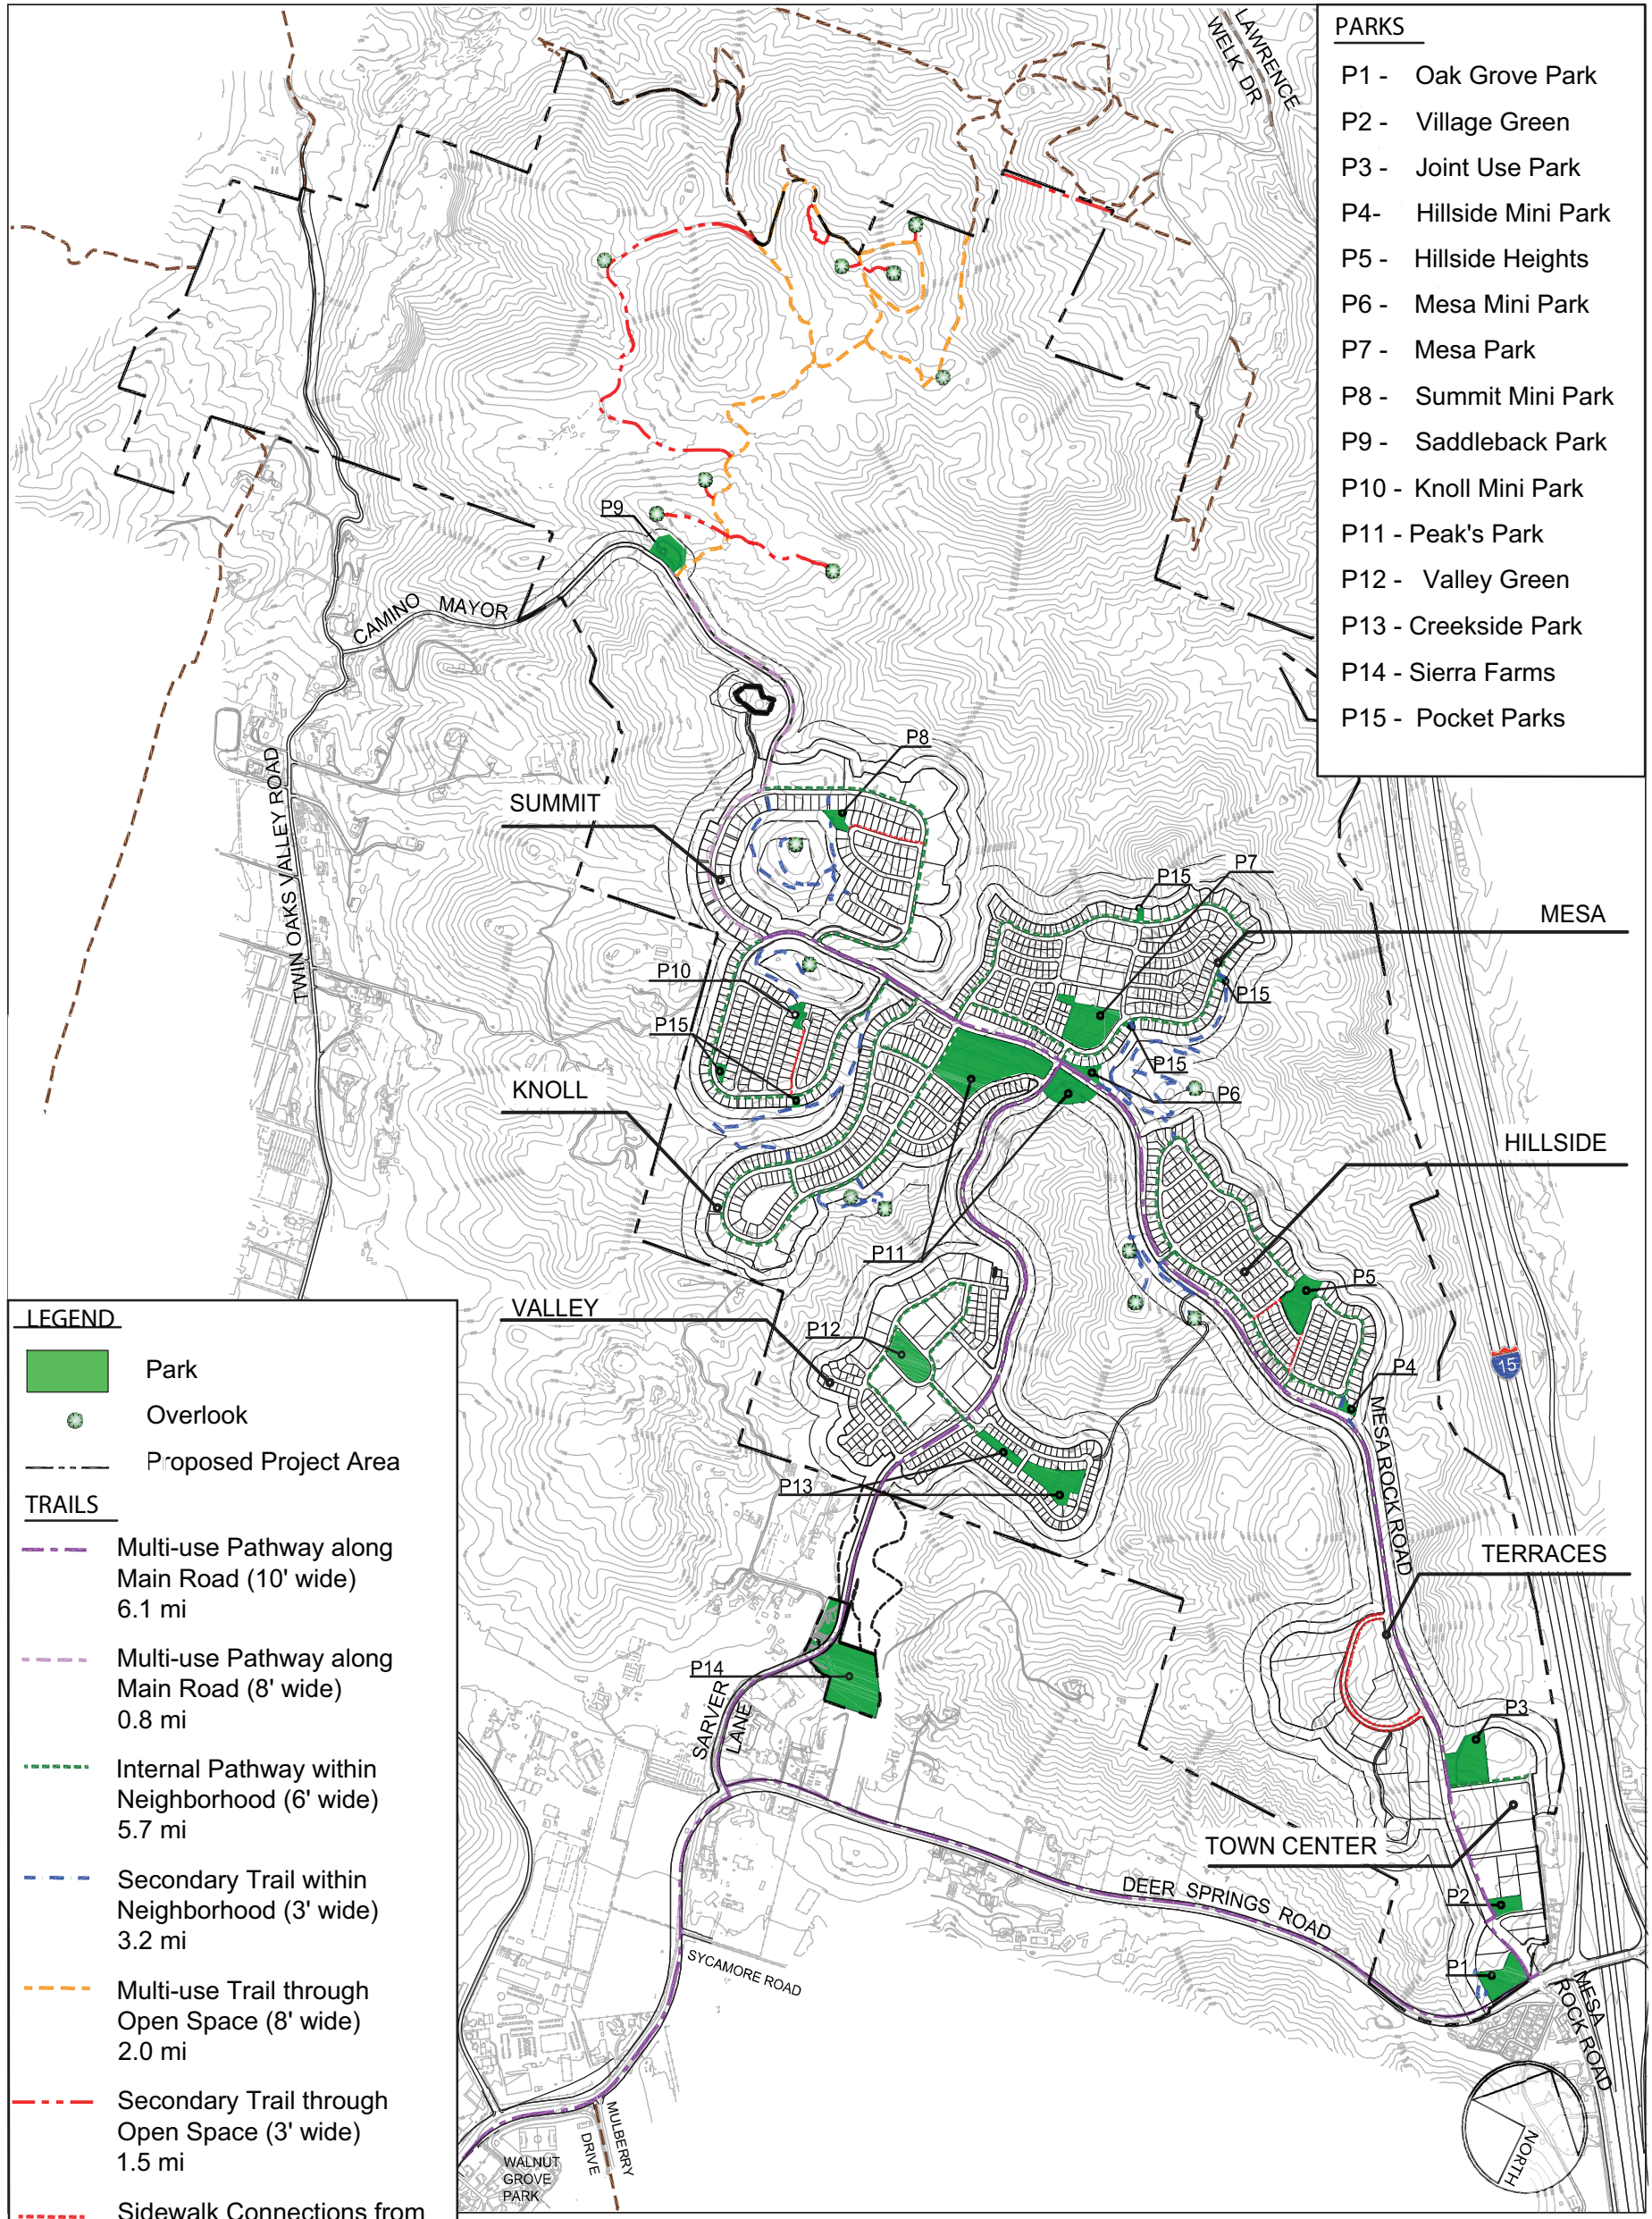 LAWRENCE
WELK DR
PARKS
P1 - Oak Grove Park
P2 - Village Green
P3 - Joint Use Park
P4- Hillside Mini Park
P5 - Hillside Heights
P6 - Mesa Mini Park
P7 - Mesa Park
P8 - Summit Mini Park
P9 - Saddleback Park
P10 - Knoll Mini Park
P11 - Peak's Park
P12 - Valley Green
P13 - Creekside Park
P14 - Sierra Farms
P15 - Pocket Parks
P9
CAMINO MAYOR
TWIN OAKS VALLEY ROAD
P8
SUMMIT
P7
P15
MESA
P10
P15
P15
P15
KNOLL
P6
HILLSIDE
P11
P5
VALLEY
P12
15
P4
MESA ROCK ROAD
P13
TERRACES
P14
SARVER
LANE
P3
TOWN CENTER
DEER SPRINGS ROAD
P2
SYCAMORE ROAD
P1
MESA
ROCK ROAD
MULBERRY
DRIVE
WALNUT
GROVE
PARK
NORTH
LEGEND
Park
Overlook
Proposed Project Area
TRAILS
Multi-use Pathway along
Main Road (10' wide)
6.1 mi
Multi-use Pathway along
Main Road (8' wide)
0.8 mi
Internal Pathway within
Neighborhood (6' wide)
5.7 mi
Secondary Trail within
Neighborhood (3' wide)
3.2 mi
Multi-use Trail through
Open Space (8' wide)
2.0 mi
Secondary Trail through
Open Space (3' wide)
1.5 mi
Sidewalk Connections from